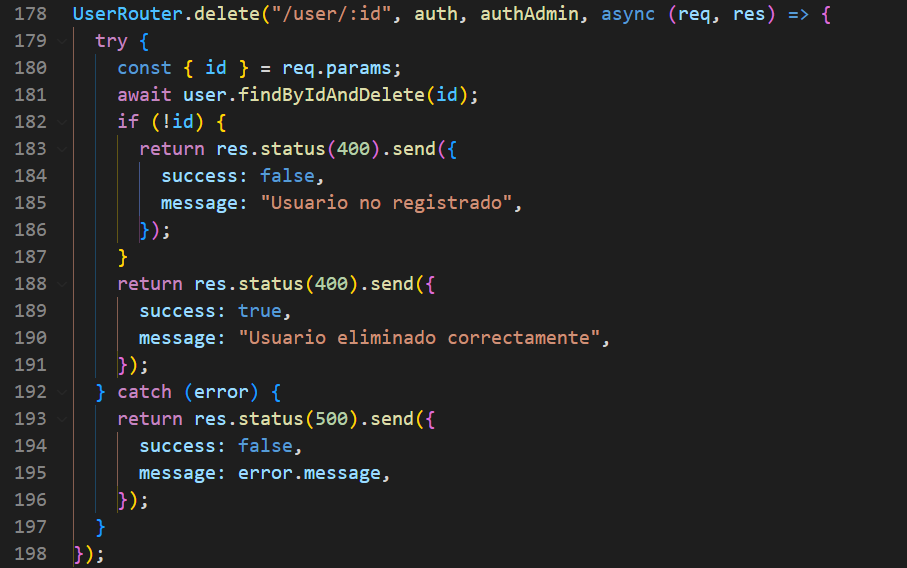 178 UserRouter.delete("/user/:id", auth, authAdmin, async (req, res) => {
179   try {
180     const { id } = req.params;
181     await user.findByIdAndDelete(id);
182     if (!id) {
183       return res.status(400).send({
184         success: false,
185         message: "Usuario no registrado",
186       });
187     }
188     return res.status(400).send({
189       success: true,
190       message: "Usuario eliminado correctamente",
191     });
192   } catch (error) {
193     return res.status(500).send({
194       success: false,
195       message: error.message,
196     });
197   }
198 });